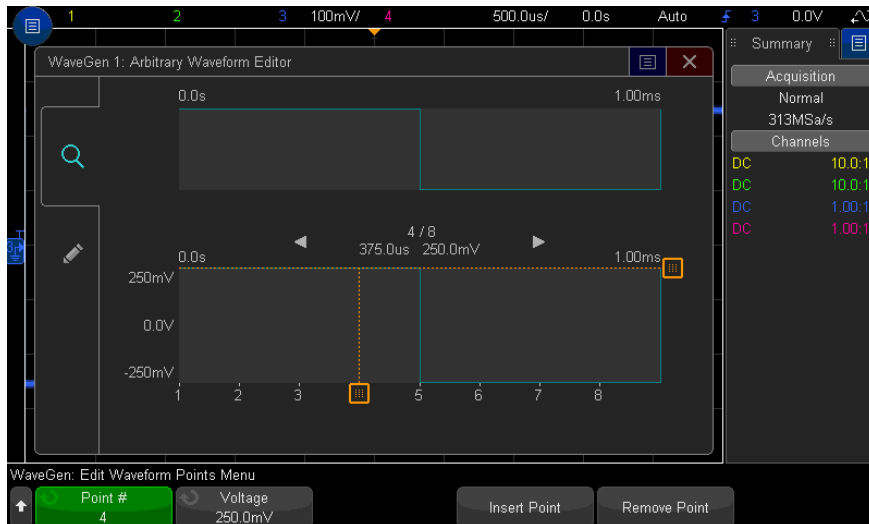 1 2 3 100mV/ 4 500.0us/ 0.0s Auto 3 0.0V
Summary
WaveGen 1: Arbitrary Waveform Editor
Acquisition
Normal
313MSa/s
Channels
DC 10.0:1
DC 10.0:1
DC 1.00:1
DC 1.00:1
0.0s 1.00ms
4 / 8
375.0us 250.0mV
0.0s 1.00ms
250mV
0.0V
-250mV
1 2 3 5 6 7 8
WaveGen: Edit Waveform Points Menu
Point # Voltage Insert Point Remove Point
4 250.0mV